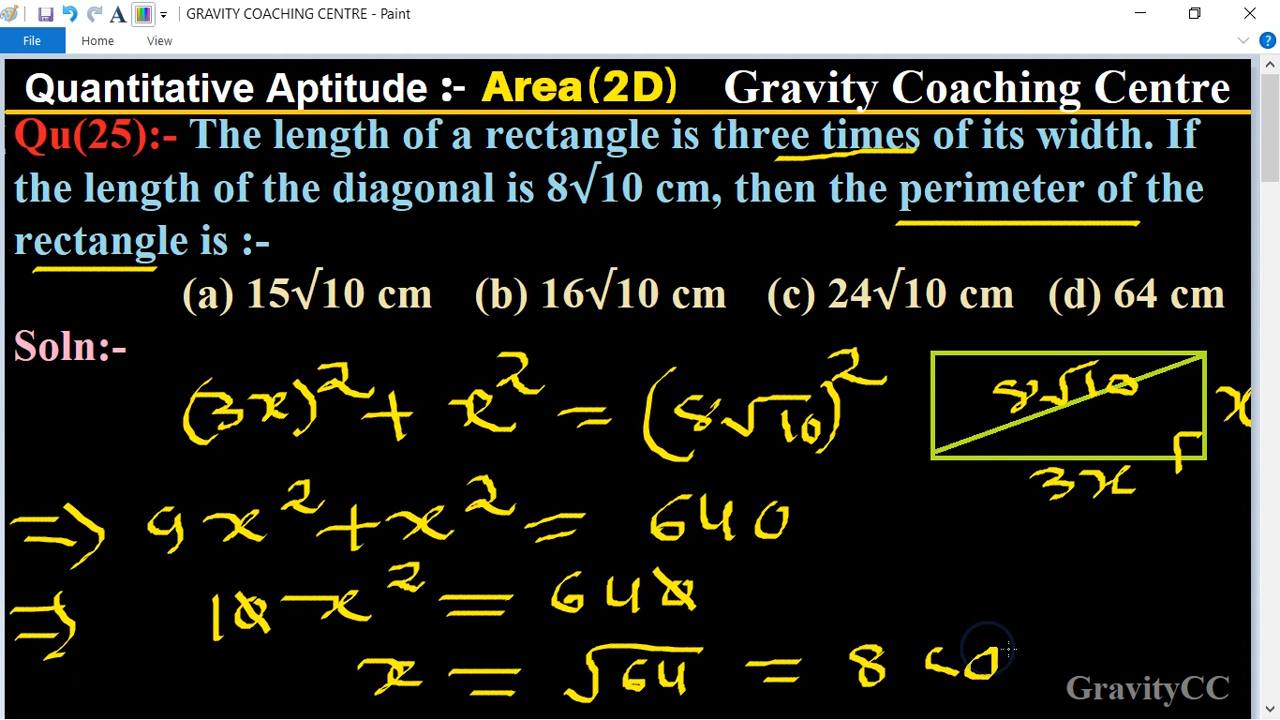 GRAVITY COACHING CENTRE - Paint
File Home View
Quantitative Aptitude :- Area(2D) Gravity Coaching Centre
Qu(25):- The length of a rectangle is three times of its width. If
the length of the diagonal is 8√10 cm, then the perimeter of the
rectangle is :-
(a) 15√10 cm (b) 16√10 cm (c) 24√10 cm (d) 64 cm
Soln:-
(3x)² + x² = (8√10)²
8√10 x
3x
=> 9x² + x² = 640
=> 10x² = 640
x = √64 = 8
GravityCC